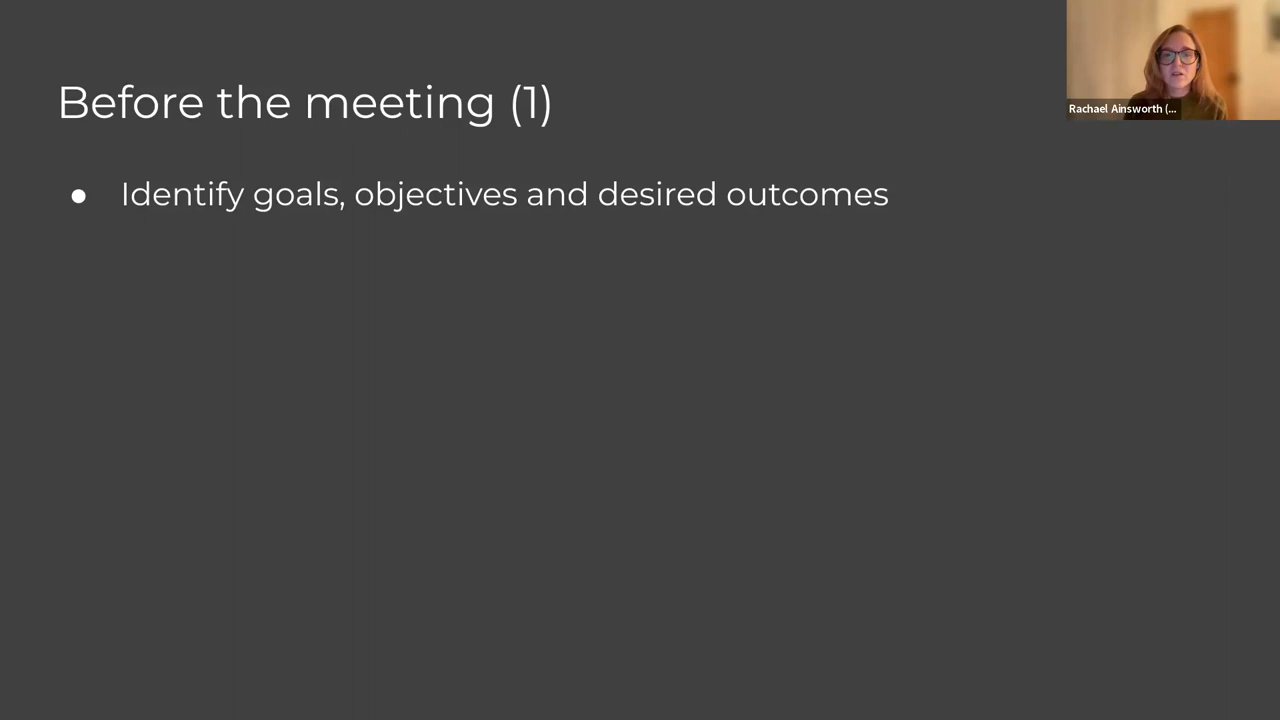 Before the meeting (1)
Rachael Ainsworth (...
● Identify goals, objectives and desired outcomes